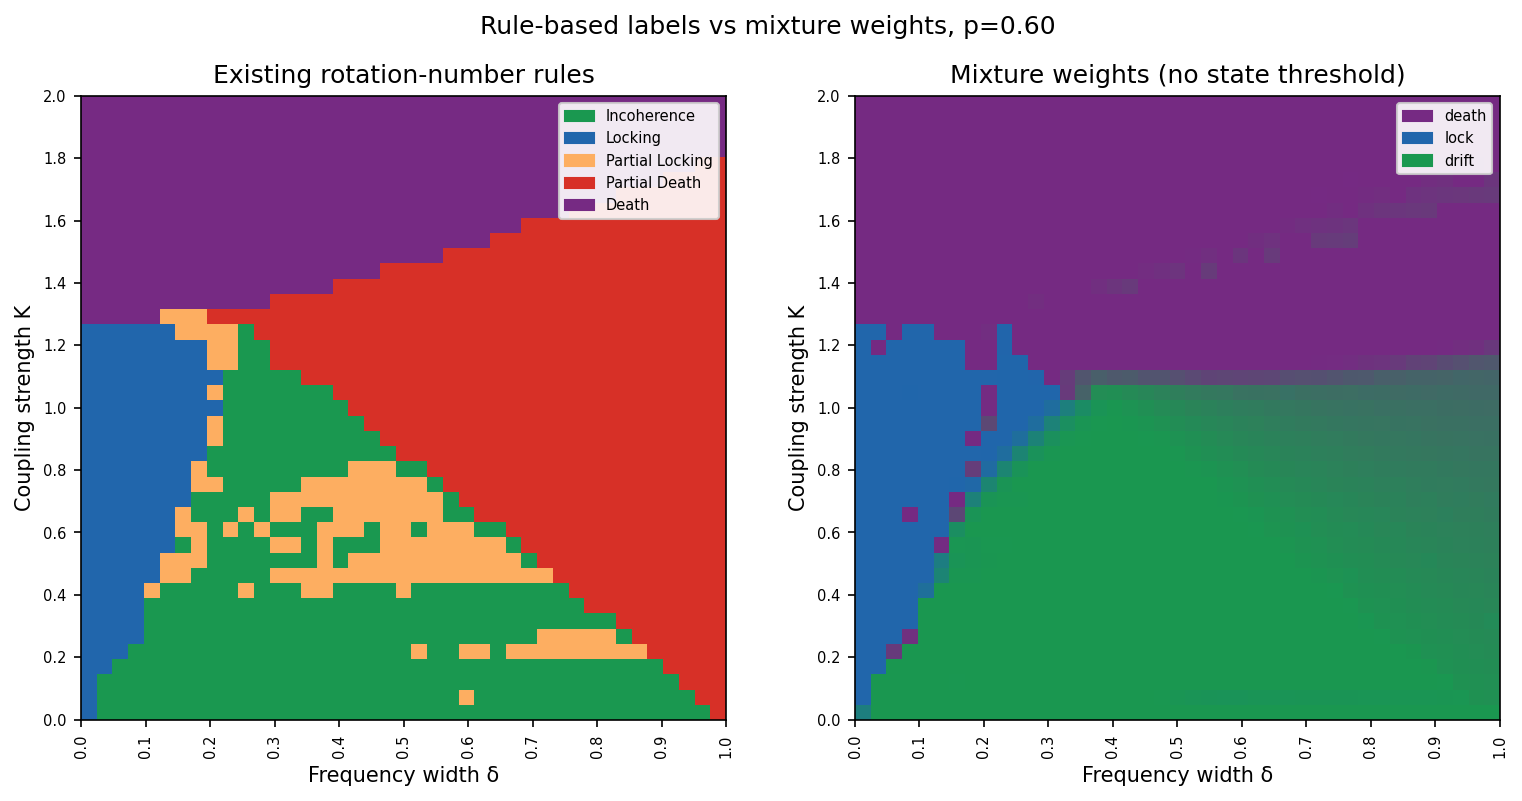 Rule-based labels vs mixture weights, p=0.60
Existing rotation-number rules
Coupling strength K
2.0
1.8
1.6
1.4
1.2
1.0
0.8
0.6
0.4
0.2
0.0
Incoherence
Locking
Partial Locking
Partial Death
Death
0.0 0.1 0.2 0.3 0.4 0.5 0.6 0.7 0.8 0.9 1.0
Frequency width δ
Mixture weights (no state threshold)
Coupling strength K
2.0
1.8
1.6
1.4
1.2
1.0
0.8
0.6
0.4
0.2
0.0
death
lock
drift
0.0 0.1 0.2 0.3 0.4 0.5 0.6 0.7 0.8 0.9 1.0
Frequency width δ